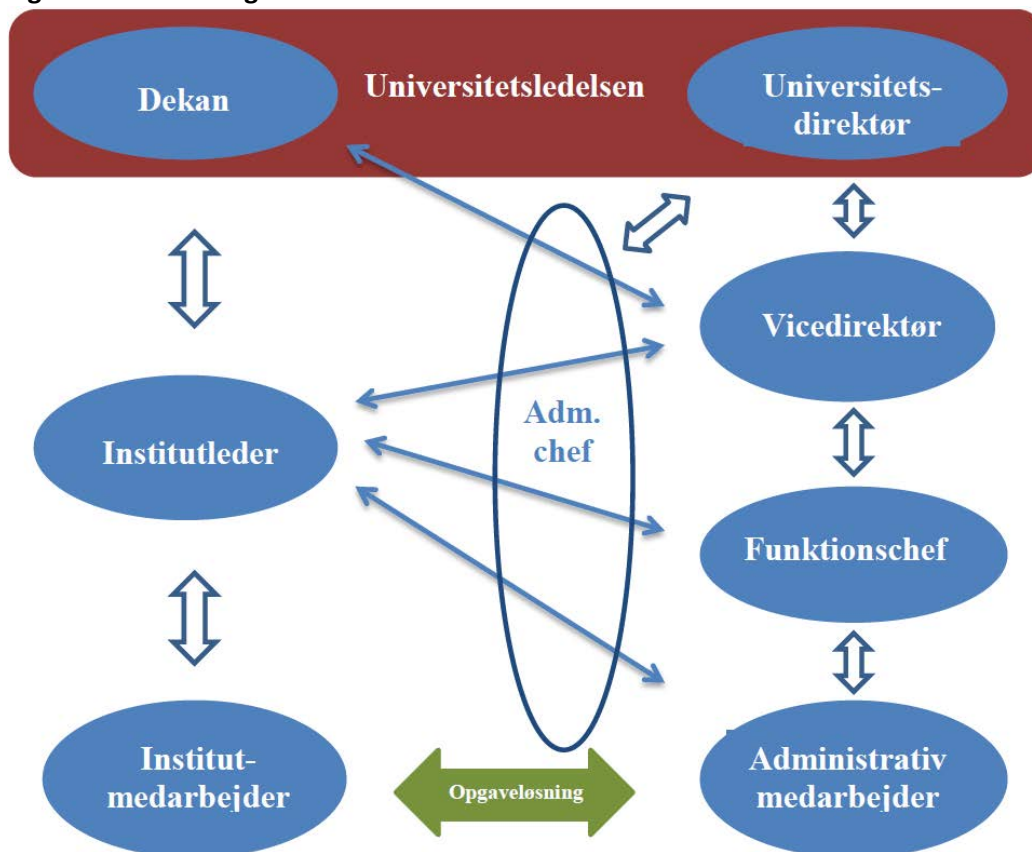 Dekan
Universitetsledelsen
Universitets-
direktør
Vicedirektør
Adm.
chef
Institutleder
Funktionschef
Institut-
medarbejder
Opgaveløsning
Administrativ
medarbejder